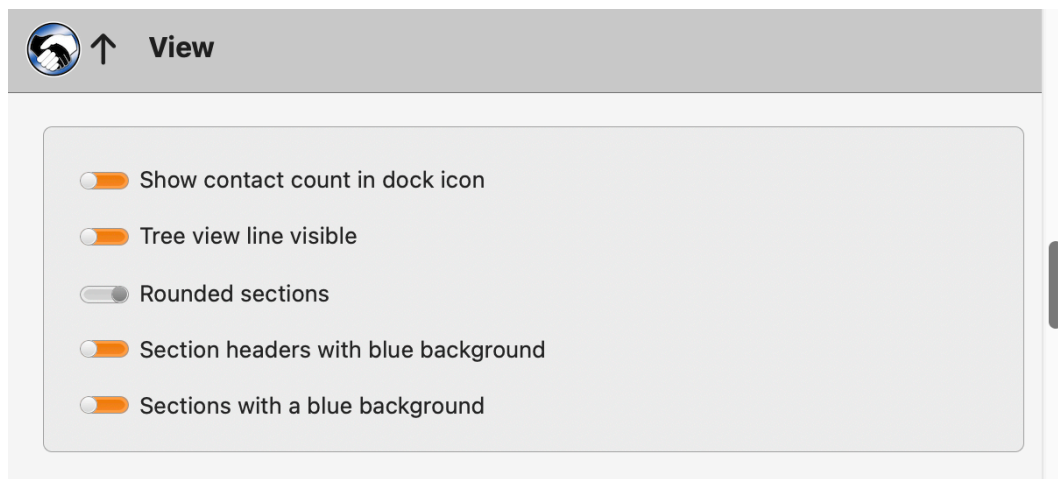 View
Show contact count in dock icon
Tree view line visible
Rounded sections
Section headers with blue background
Sections with a blue background